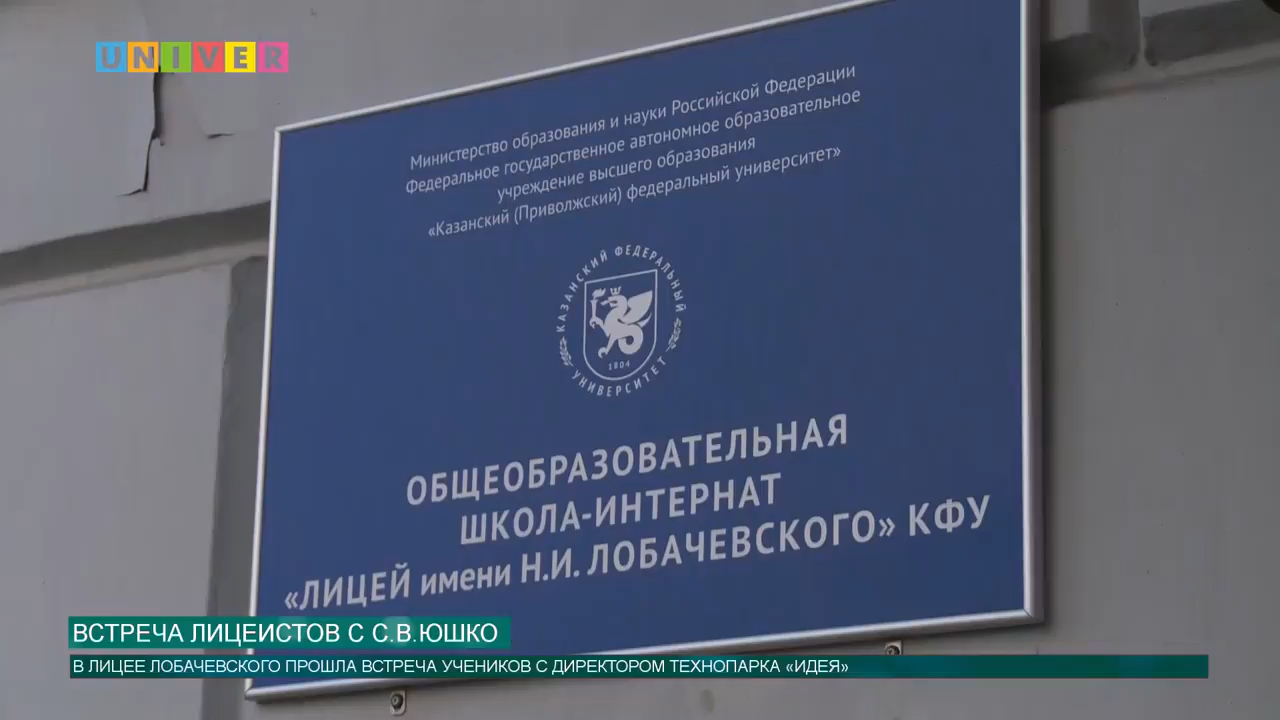 UNIVER
Министерство образования и науки Российской Федерации
Федеральное государственное автономное образовательное
учреждение высшего образования
«Казанский (Приволжский) федеральный университет»
КАЗАНСКИЙ ФЕДЕРАЛЬНЫЙ
1804
УНИВЕРСИТЕТ
ОБЩЕОБРАЗОВАТЕЛЬНАЯ
ШКОЛА-ИНТЕРНАТ
«ЛИЦЕЙ имени Н.И. ЛОБАЧЕВСКОГО» КФУ
ВСТРЕЧА ЛИЦЕИСТОВ С С.В.ЮШКО
В ЛИЦЕЕ ЛОБАЧЕВСКОГО ПРОШЛА ВСТРЕЧА УЧЕНИКОВ С ДИРЕКТОРОМ ТЕХНОПАРКА «ИДЕЯ»